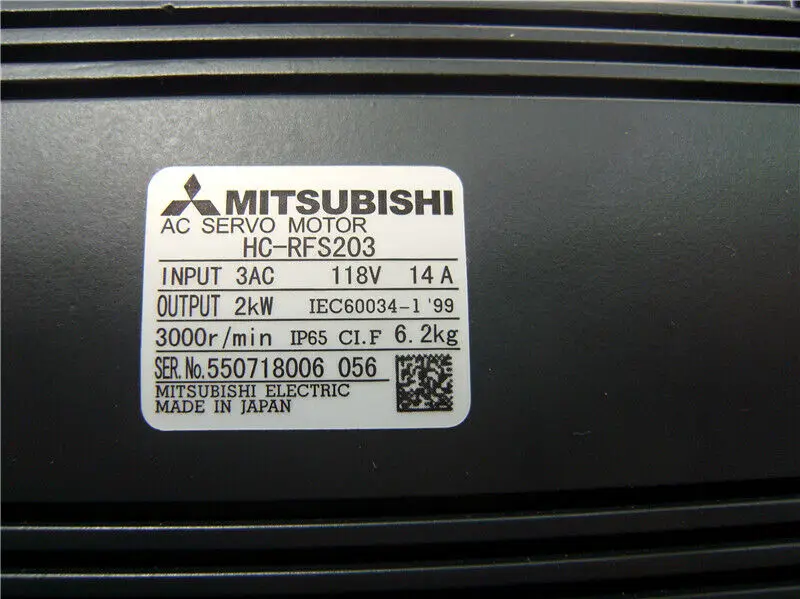 MITSUBISHI
AC SERVO MOTOR
HC-RFS203
INPUT 3AC 118V 14A
OUTPUT 2kW IEC60034-1 '99
3000r/min IP65 CI.F 6.2kg
SER.No.550718006 056
MITSUBISHI ELECTRIC
MADE IN JAPAN